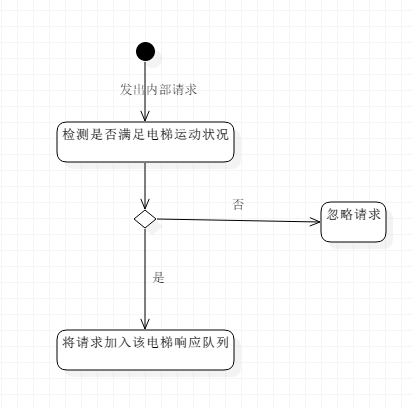 发出内部请求
检测是否满足电梯运动状况
否
忽略请求
是
将请求加入该电梯响应队列